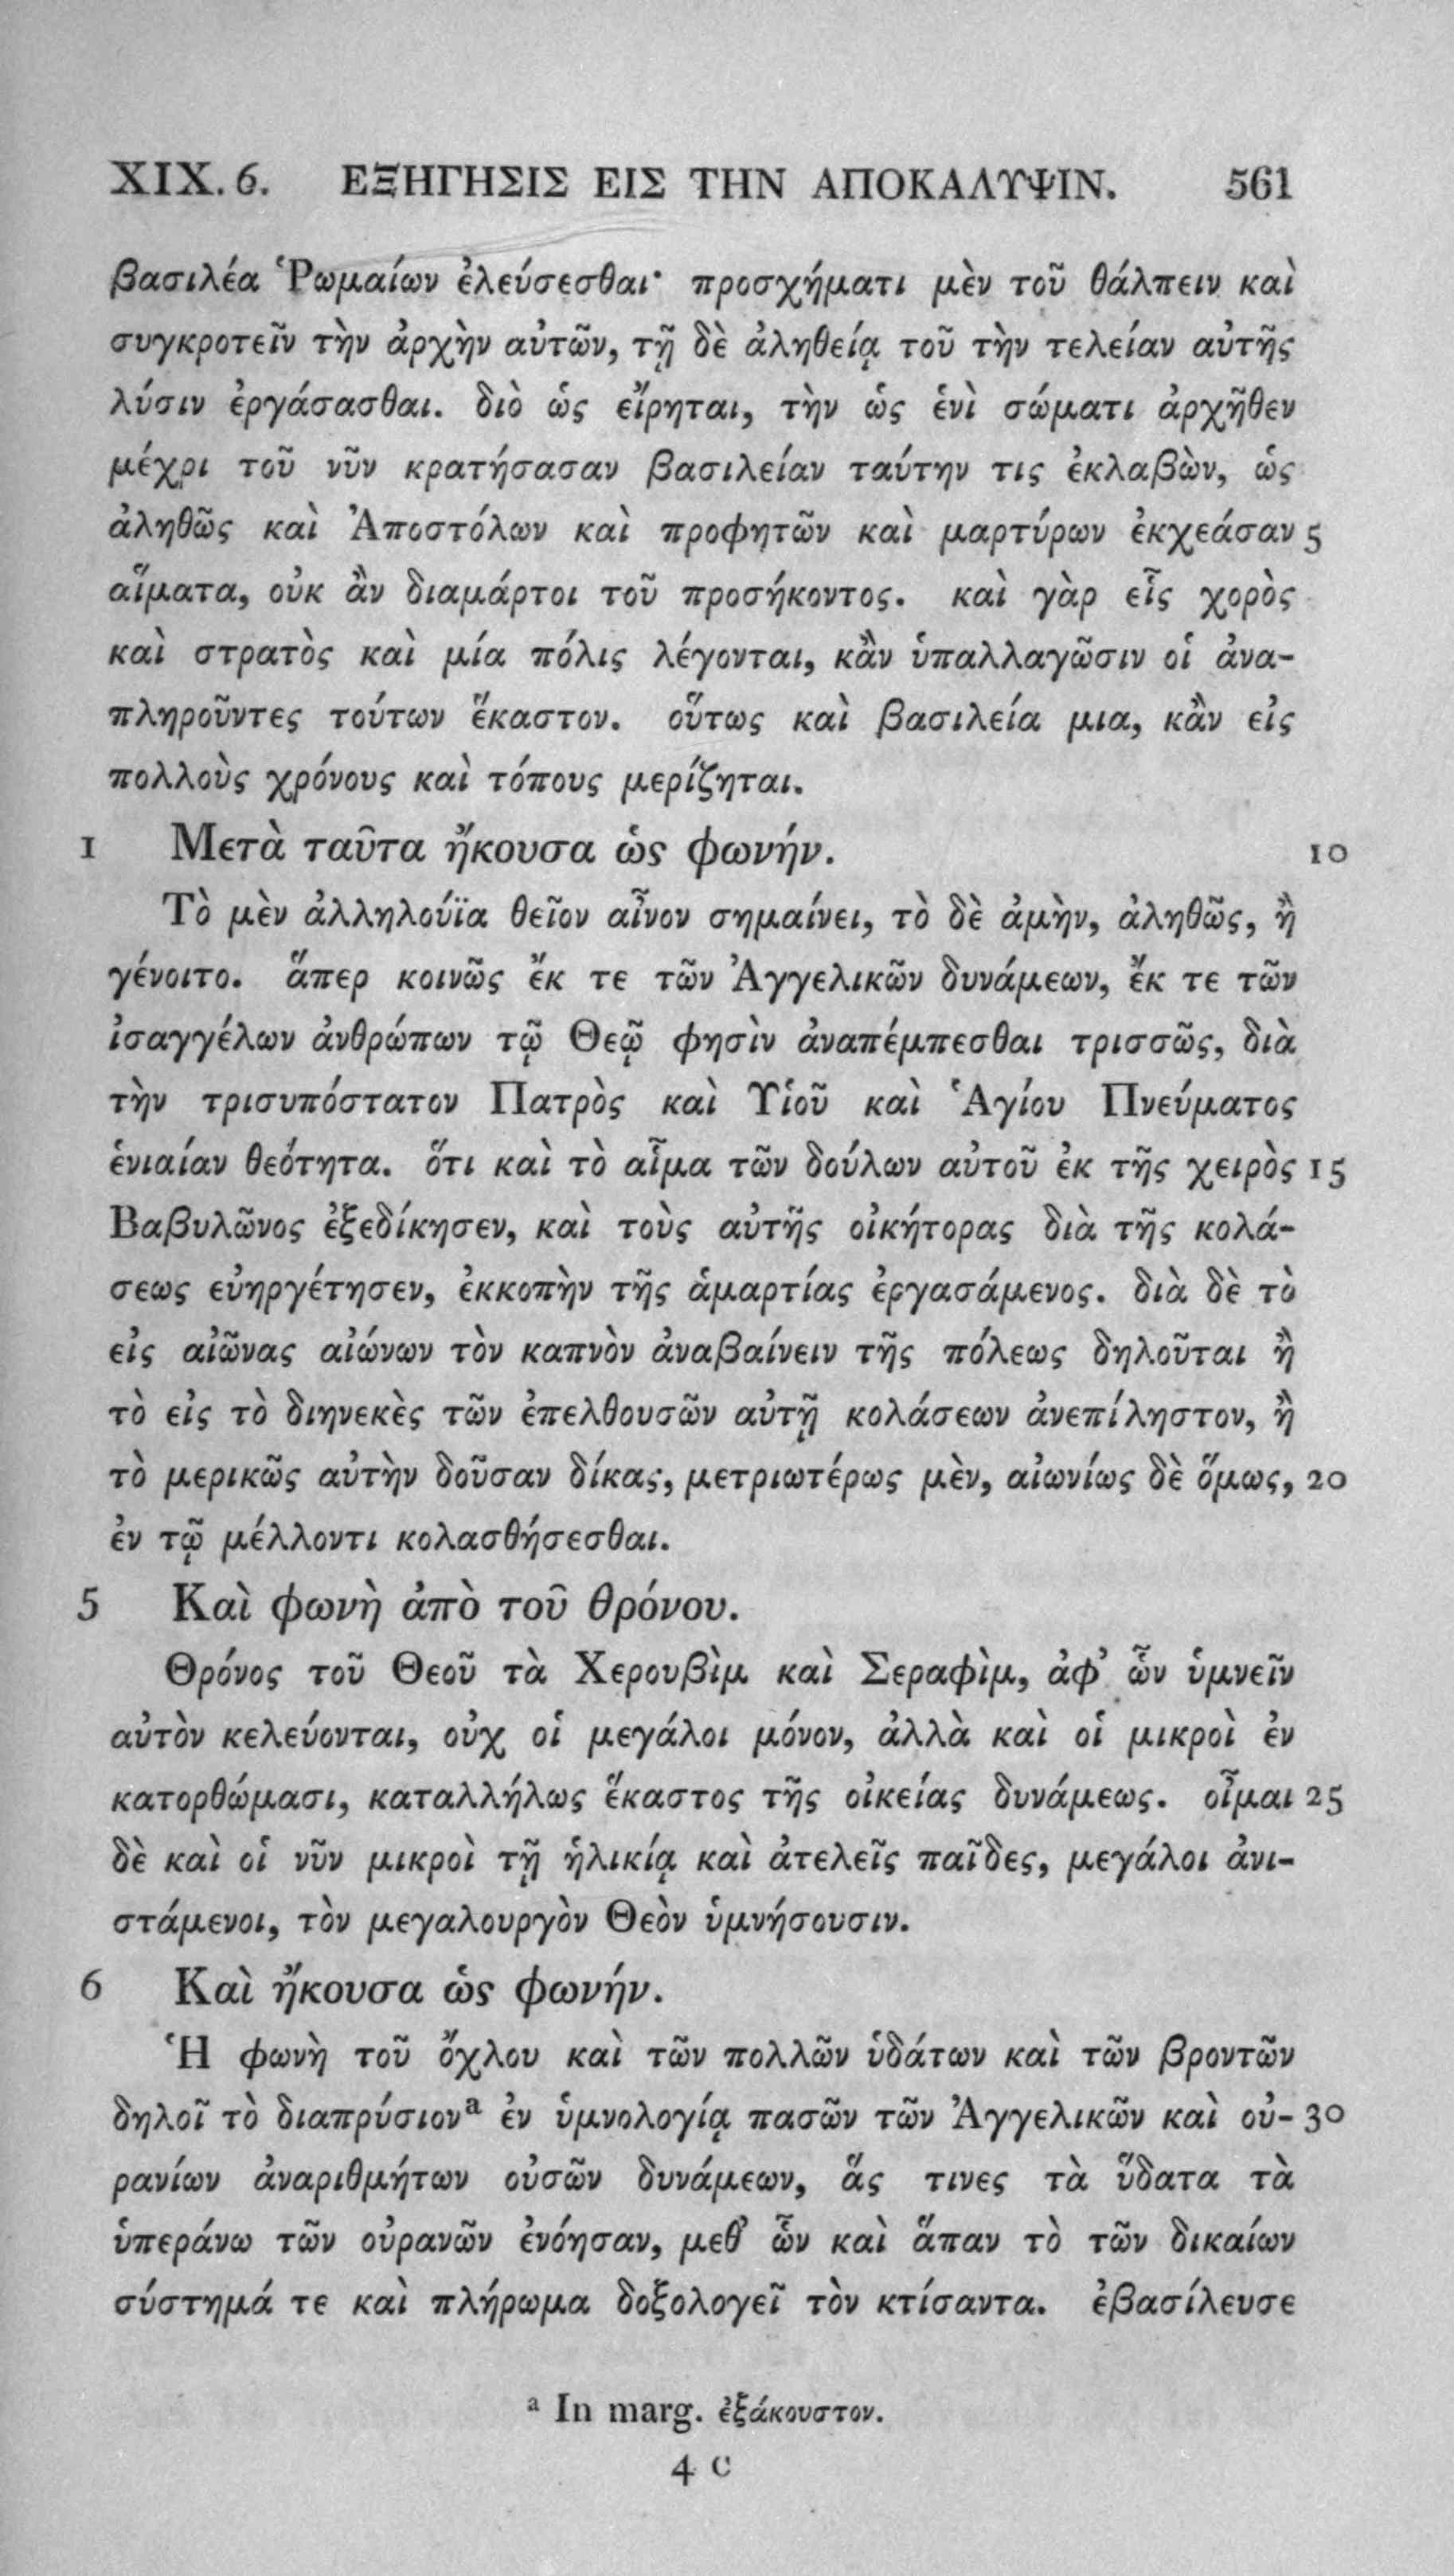 XIX. 6. ΕΞΗΓΗΣΙΣ ΕΙΣ ΤΗΝ ΑΠΟΚΑΛΥΨΙΝ. 561
βασιλέα Ῥωμαίων ἐλεύσεσθαι· προσχήματι μὲν τοῦ θάλπειν καὶ
συγκροτεῖν τὴν ἀρχὴν αὐτῶν, τῇ δὲ ἀληθείᾳ τοῦ τὴν τελείαν αὐτῆς
λύσιν ἐργάσασθαι. διὸ ὡς εἴρηται, τὴν ὡς ἑνὶ σώματι ἀρχῆθεν
μέχρι τοῦ νῦν κρατήσασαν βασιλείαν ταύτην τις ἐκλαβὼν, ὡς
ἀληθῶς καὶ Ἀποστόλων καὶ προφητῶν καὶ μαρτύρων ἐκχεάσαν 5
αἵματα, οὐκ ἂν διαμάρτοι τοῦ προσήκοντος. καὶ γὰρ εἷς χορὸς
καὶ στρατὸς καὶ μία πόλις λέγονται, κἂν ὑπαλλαγῶσιν οἱ ἀνα-
πληροῦντες τούτων ἕκαστον. οὕτως καὶ βασιλεία μια, κἂν εἰς
πολλοὺς χρόνους καὶ τόπους μερίζηται.
1 Μετὰ ταῦτα ἤκουσα ὡς φωνήν. 10
Τὸ μὲν ἀλληλούϊα θεῖον αἶνον σημαίνει, τὸ δὲ ἀμὴν, ἀληθῶς, ἢ
γένοιτο. ἅπερ κοινῶς ἔκ τε τῶν Ἀγγελικῶν δυνάμεων, ἔκ τε τῶν
ἰσαγγέλων ἀνθρώπων τῷ Θεῷ φησὶν ἀναπέμπεσθαι τρισσῶς, διὰ
τὴν τρισυπόστατον Πατρὸς καὶ Υἱοῦ καὶ Ἁγίου Πνεύματος
ἑνιαίαν θεότητα. ὅτι καὶ τὸ αἷμα τῶν δούλων αὐτοῦ ἐκ τῆς χειρὸς 15
Βαβυλῶνος ἐξεδίκησεν, καὶ τοὺς αὐτῆς οἰκήτορας διὰ τῆς κολά-
σεως εὐηργέτησεν, ἐκκοπὴν τῆς ἁμαρτίας ἐργασάμενος. διὰ δὲ τὸ
εἰς αἰῶνας αἰώνων τὸν καπνὸν ἀναβαίνειν τῆς πόλεως δηλοῦται ἢ
τὸ εἰς τὸ διηνεκὲς τῶν ἐπελθουσῶν αὐτῇ κολάσεων ἀνεπίληστον, ἢ
τὸ μερικῶς αὐτὴν δοῦσαν δίκας, μετριωτέρως μὲν, αἰωνίως δὲ ὅμως, 20
ἐν τῷ μέλλοντι κολασθήσεσθαι.
5 Καὶ φωνὴ ἀπὸ τοῦ θρόνου.
Θρόνος τοῦ Θεοῦ τὰ Χερουβὶμ καὶ Σεραφὶμ, ἀφ’ ὧν ὑμνεῖν
αὐτὸν κελεύονται, οὐχ οἱ μεγάλοι μόνον, ἀλλὰ καὶ οἱ μικροὶ ἐν
κατορθώμασι, καταλλήλως ἕκαστος τῆς οἰκείας δυνάμεως. οἶμαι 25
δὲ καὶ οἱ νῦν μικροὶ τῇ ἡλικίᾳ καὶ ἀτελεῖς παῖδες, μεγάλοι ἀνι-
στάμενοι, τὸν μεγαλουργὸν Θεὸν ὑμνήσουσιν.
6 Καὶ ἤκουσα ὡς φωνήν.
Ἡ φωνὴ τοῦ ὄχλου καὶ τῶν πολλῶν ὑδάτων καὶ τῶν βροντῶν
δηλοῖ τὸ διαπρύσιονᵃ ἐν ὑμνολογίᾳ πασῶν τῶν Ἀγγελικῶν καὶ οὐ- 30
ρανίων ἀναριθμήτων οὐσῶν δυνάμεων, ἅς τινες τὰ ὕδατα τὰ
ὑπεράνω τῶν οὐρανῶν ἐνόησαν, μεθ’ ὧν καὶ ἅπαν τὸ τῶν δικαίων
σύστημά τε καὶ πλήρωμα δοξολογεῖ τὸν κτίσαντα. ἐβασίλευσε
ᵃ In marg. ἐξάκουστον.
4 C